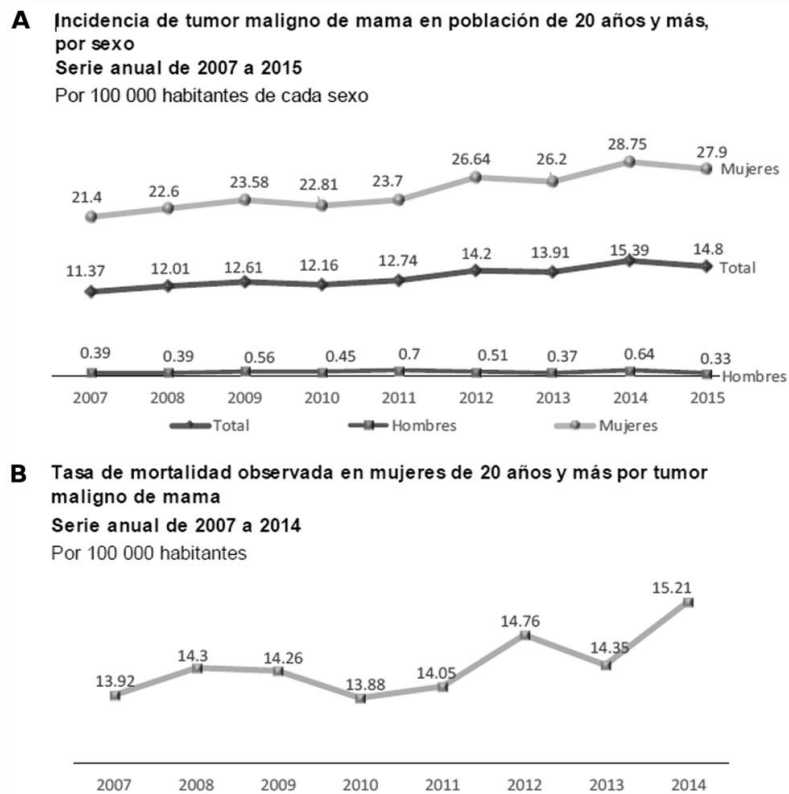 A Incidencia de tumor maligno de mama en población de 20 años y más,
por sexo
Serie anual de 2007 a 2015
Por 100 000 habitantes de cada sexo
21.4 22.6 23.58 22.81 23.7 26.64 26.2 28.75 27.9
Mujeres
11.37 12.01 12.61 12.16 12.74 14.2 13.91 15.39 14.8
Total
0.39 0.39 0.56 0.45 0.7 0.51 0.37 0.64 0.33
Hombres
2007 2008 2009 2010 2011 2012 2013 2014 2015
Total Hombres Mujeres
B Tasa de mortalidad observada en mujeres de 20 años y más por tumor
maligno de mama
Serie anual de 2007 a 2014
Por 100 000 habitantes
13.92 14.3 14.26 13.88 14.05 14.76 14.35 15.21
2007 2008 2009 2010 2011 2012 2013 2014